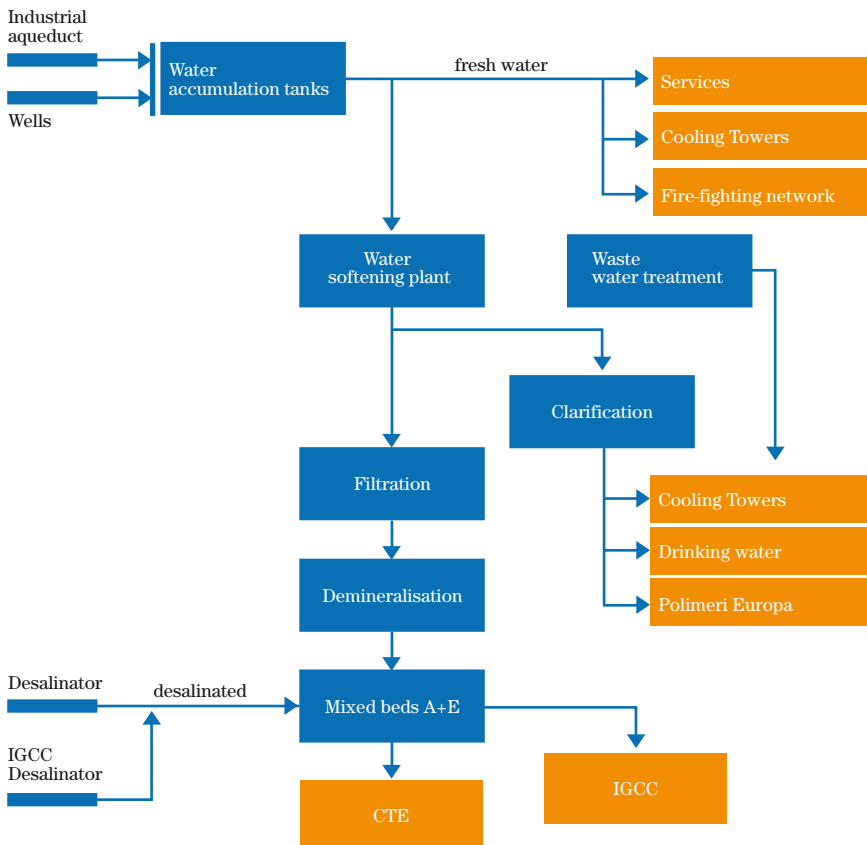 Industrial
aqueduct
Wells
Water
accumulation tanks
fresh water
Services
Cooling Towers
Fire-fighting network
Water
softening plant
Waste
water treatment
Clarification
Filtration
Cooling Towers
Drinking water
Polimeri Europa
Demineralisation
Desalinator
desalinated
Mixed beds A+E
IGCC
Desalinator
CTE
IGCC